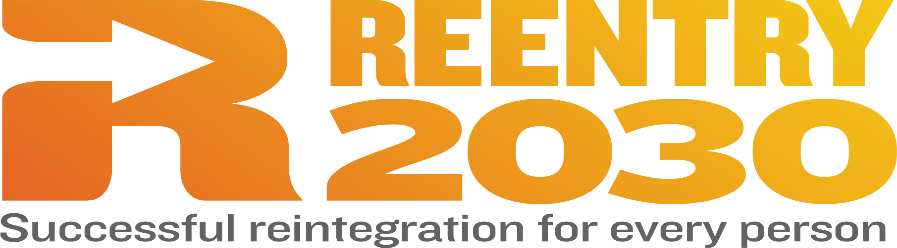 R REENTRY
2030
Successful reintegration for every person